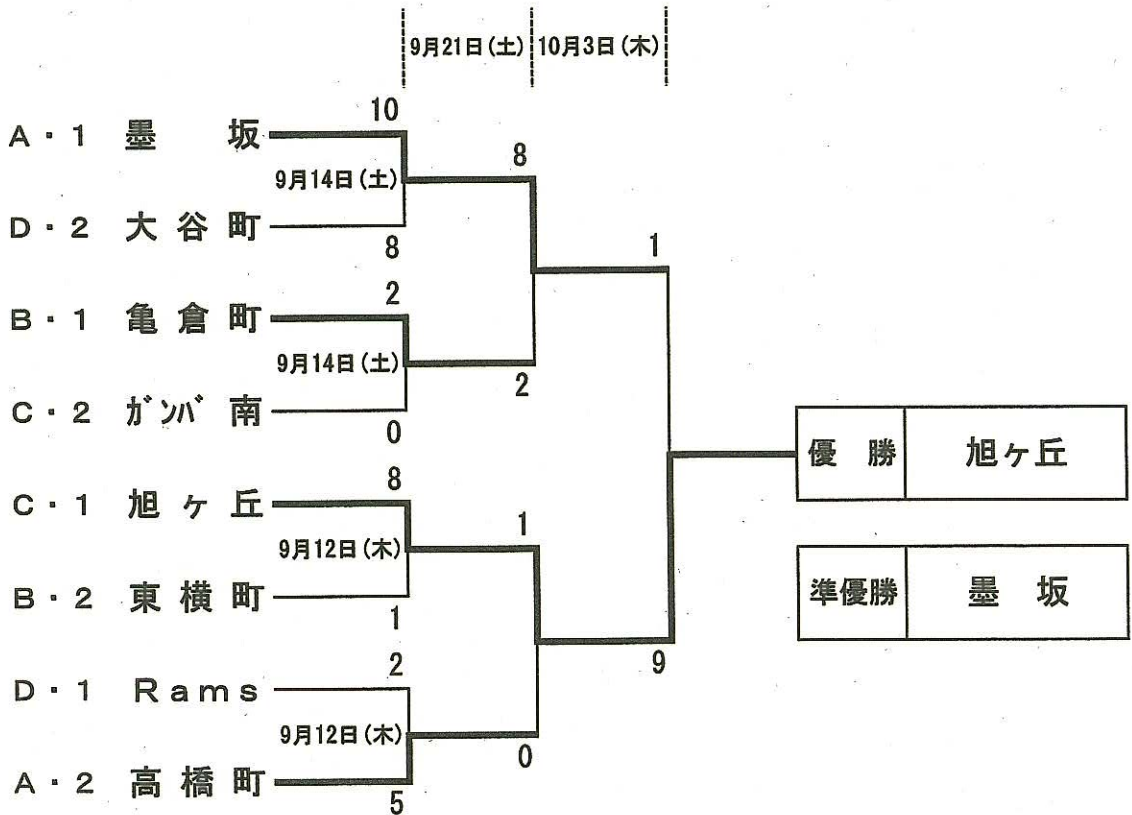 9月21日(土) 10月3日(木)
10
A・1 墨 坂
8
9月14日(土)
D・2 大谷町
8
1
2
B・1 亀倉町
9月14日(土)
2
C・2 ガンバ南
0
優 勝 旭ヶ丘
8
C・1 旭ヶ丘
1
9月12日(木)
準優勝 墨 坂
B・2 東横町
1
9
2
D・1 Rams
9月12日(木)
0
A・2 高橋町
5